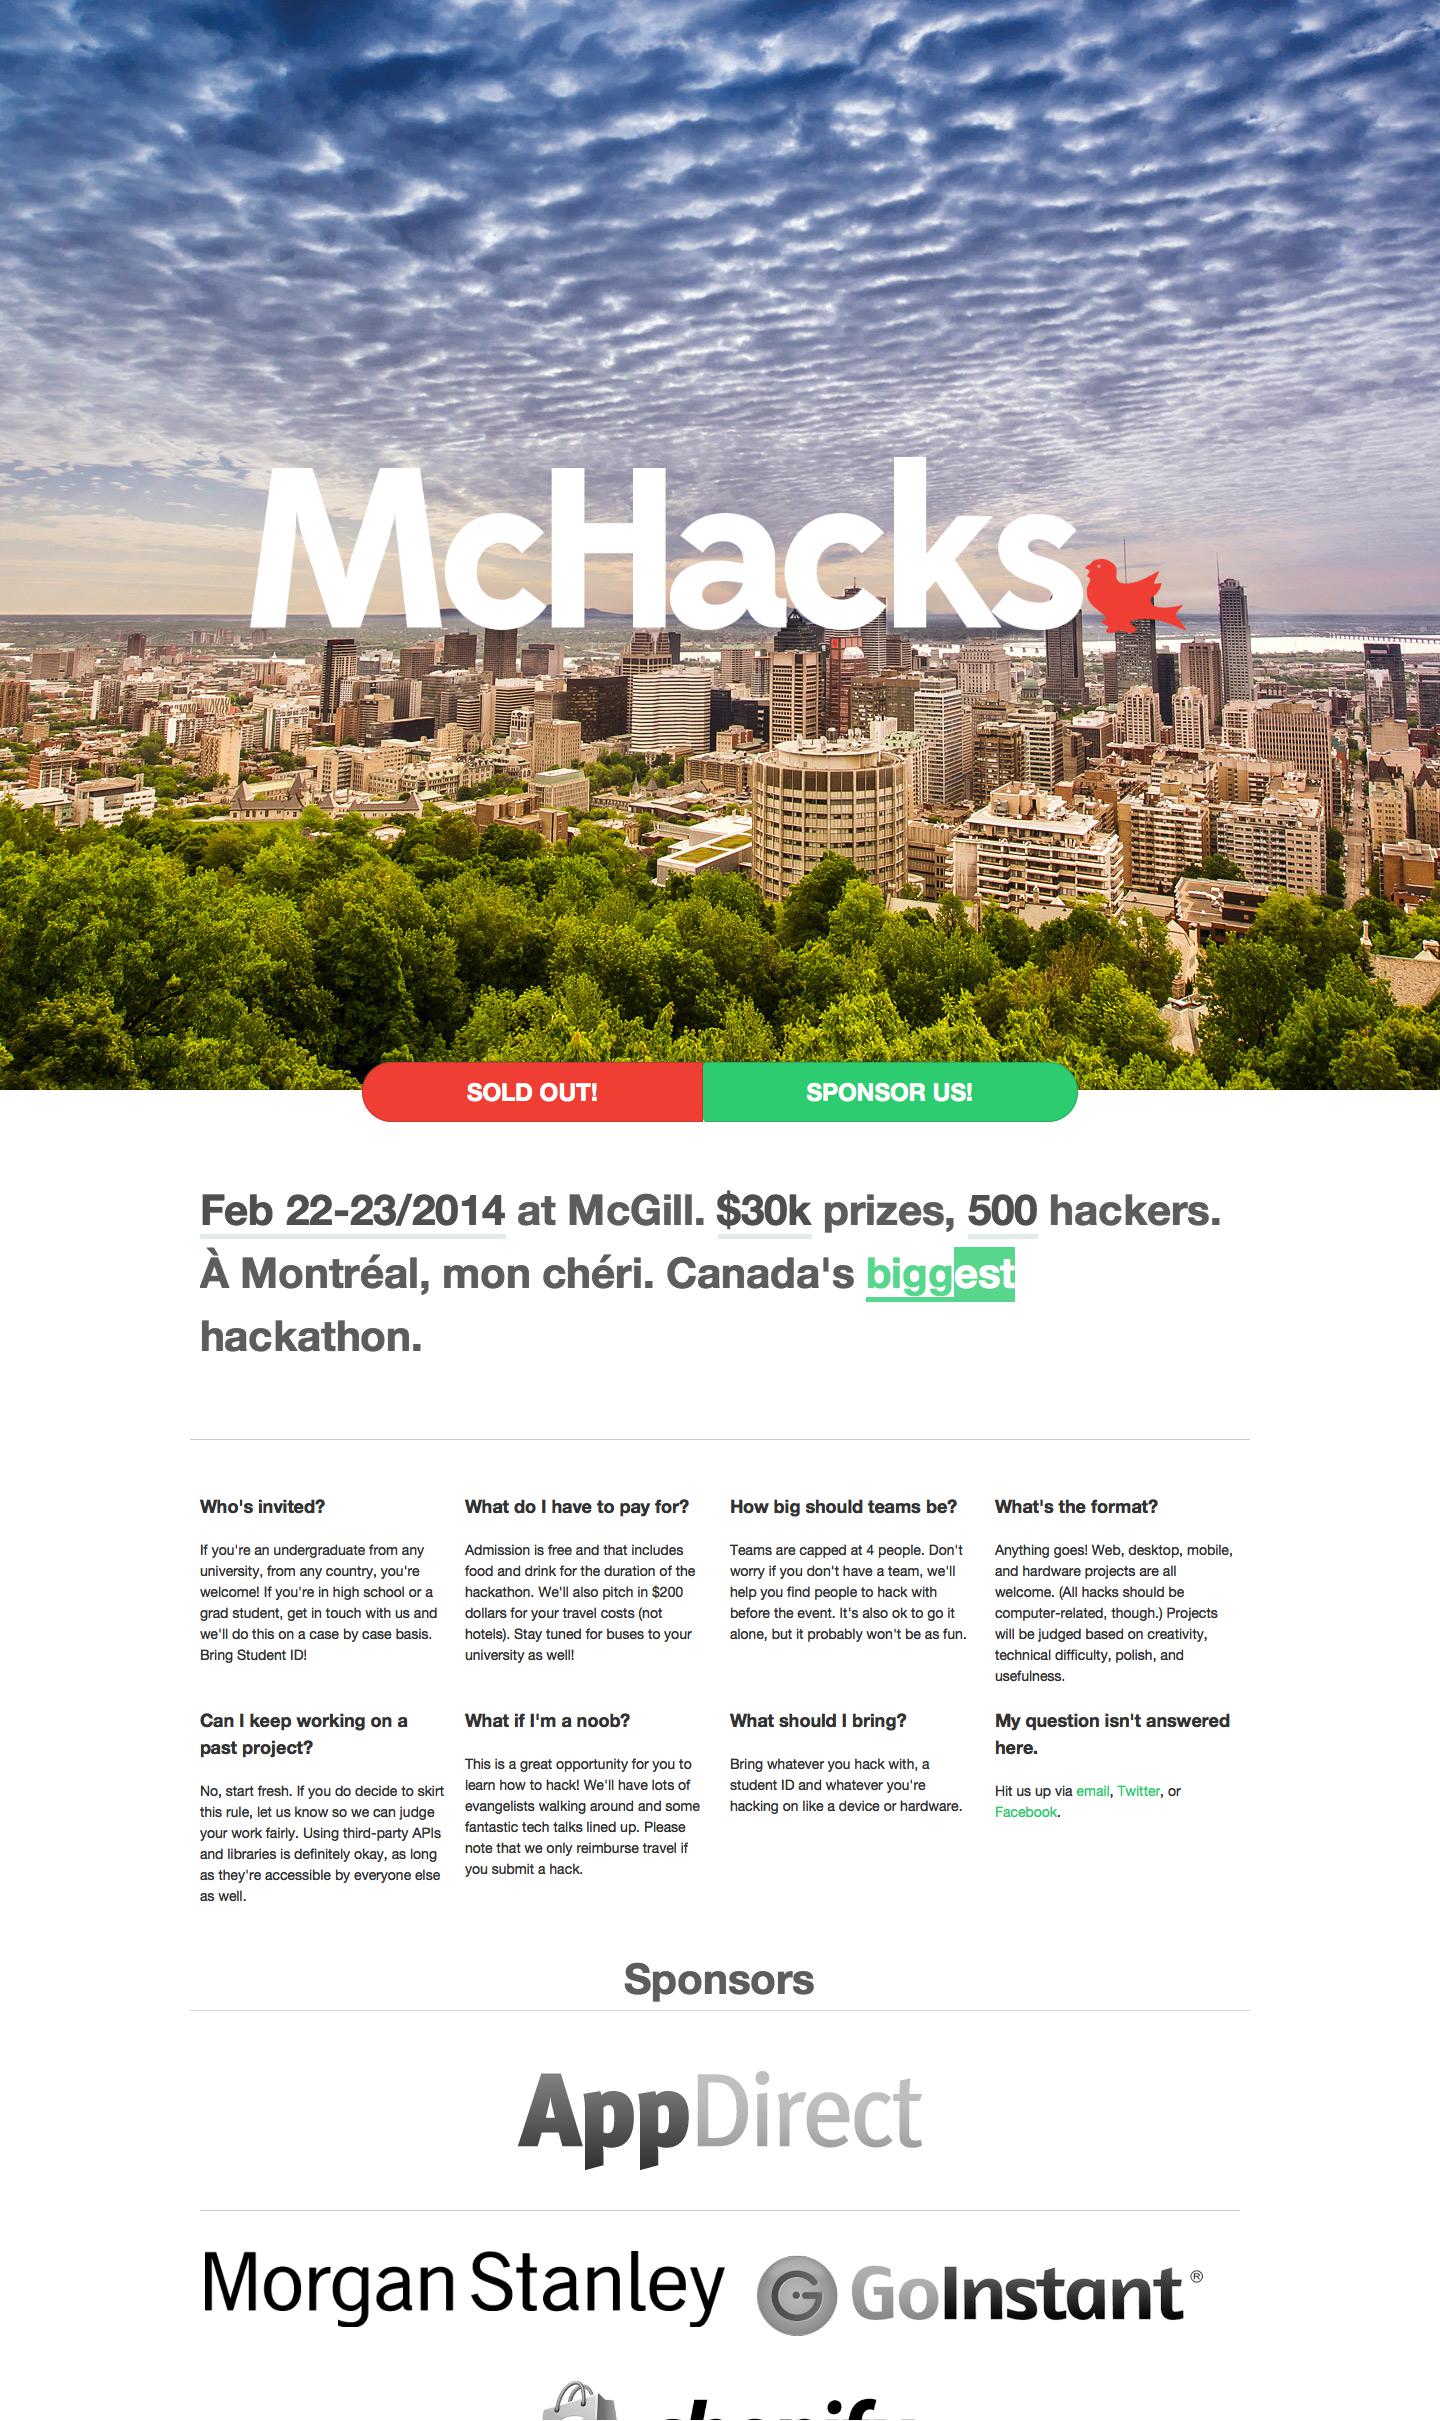 McHacks
SOLD OUT!
SPONSOR US!
Feb 22-23/2014 at McGill. $30k prizes, 500 hackers.
À Montréal, mon chéri. Canada's biggest
hackathon.
Who's invited?
If you're an undergraduate from any
university, from any country, you're
welcome! If you're in high school or a
grad student, get in touch with us and
we'll do this on a case by case basis.
Bring Student ID!
What do I have to pay for?
Admission is free and that includes
food and drink for the duration of the
hackathon. We'll also pitch in $200
dollars for your travel costs (not
hotels). Stay tuned for buses to your
university as well!
How big should teams be?
Teams are capped at 4 people. Don't
worry if you don't have a team, we'll
help you find people to hack with
before the event. It's also ok to go it
alone, but it probably won't be as fun.
What's the format?
Anything goes! Web, desktop, mobile,
and hardware projects are all
welcome. (All hacks should be
computer-related, though.) Projects
will be judged based on creativity,
technical difficulty, polish, and
usefulness.
Can I keep working on a
past project?
No, start fresh. If you do decide to skirt
this rule, let us know so we can judge
your work fairly. Using third-party APIs
and libraries is definitely okay, as long
as they're accessible by everyone else
as well.
What if I'm a noob?
This is a great opportunity for you to
learn how to hack! We'll have lots of
evangelists walking around and some
fantastic tech talks lined up. Please
note that we only reimburse travel if
you submit a hack.
What should I bring?
Bring whatever you hack with, a
student ID and whatever you're
hacking on like a device or hardware.
My question isn't answered
here.
Hit us up via email, Twitter, or
Facebook.
Sponsors
AppDirect
Morgan Stanley
GoInstant®
shopify